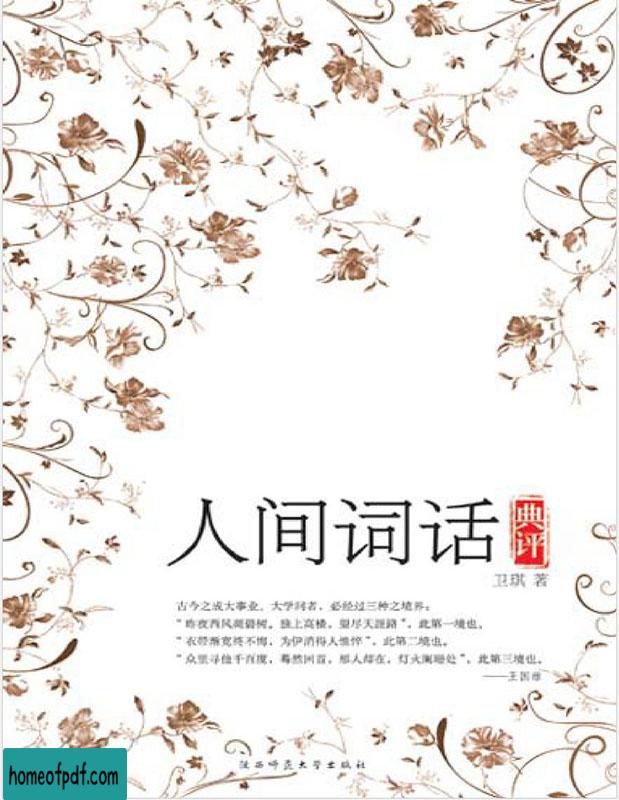 人间词话
典评
卫琪 著
古今之成大事业、大学问者，必经过三种之境界：
“昨夜西风凋碧树。独上高楼，望尽天涯路”，此第一境也。
“衣带渐宽终不悔，为伊消得人憔悴”，此第二境也。
“众里寻他千百度，蓦然回首，那人却在，灯火阑珊处”，此第三境也。
——王国维
陕西师范大学出版社
homeofpdf.com